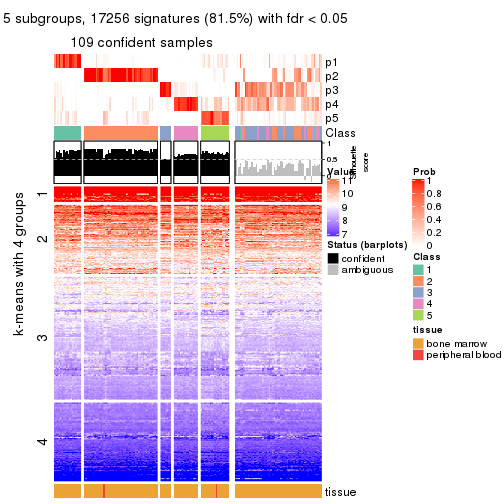 5 subgroups, 17256 signatures (81.5%) with fdr < 0.05
109 confident samples
p1
p2
p3
p4
p5
Class
1
0.5
0
Silhouette
score
k-means with 4 groups
1
2
3
4
Value
11
10
9
8
7
Status (barplots)
confident
ambiguous
Prob
1
0.8
0.6
0.4
0.2
0
Class
1
2
3
4
5
tissue
bone marrow
peripheral blood
tissue